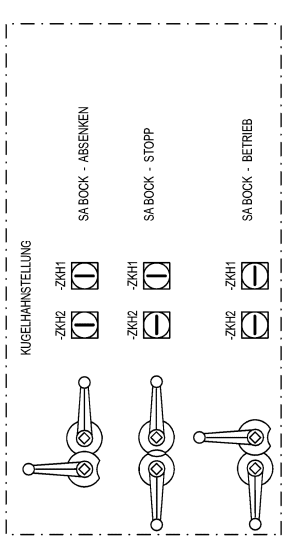 KUGELHAHNSTELLUNG
-ZKH2 -ZKH1 SA BOCK - ABSENKEN
-ZKH2 -ZKH1 SA BOCK - STOPP
-ZKH2 -ZKH1 SA BOCK - BETRIEB